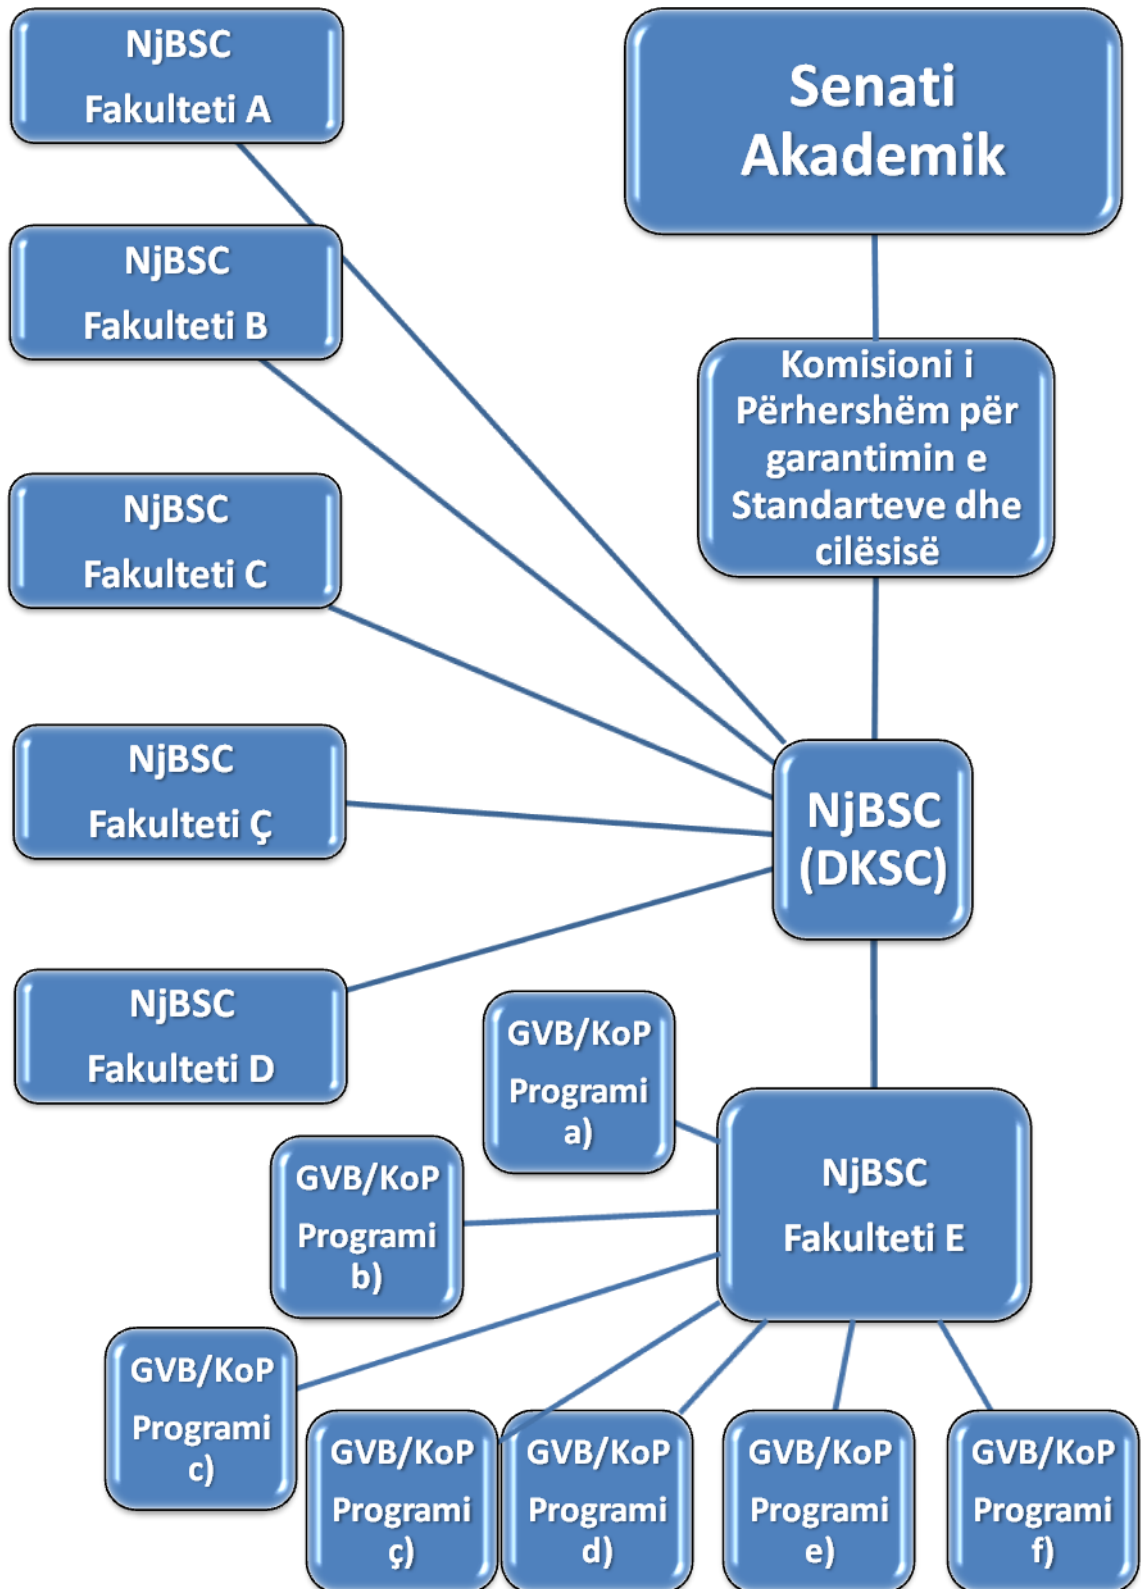 NjBSC
Fakulteti A
Senati
Akademik
NjBSC
Fakulteti B
Komisioni i
Përhershëm për
garantimin e
Standarteve dhe
cilësisë
NjBSC
Fakulteti C
NjBSC
Fakulteti Ç
NjBSC
(DKSC)
NjBSC
Fakulteti D
GVB/KoP
Programi
a)
NjBSC
Fakulteti E
GVB/KoP
Programi
b)
GVB/KoP
Programi
c)
GVB/KoP
Programi
ç)
GVB/KoP
Programi
d)
GVB/KoP
Programi
e)
GVB/KoP
Programi
f)